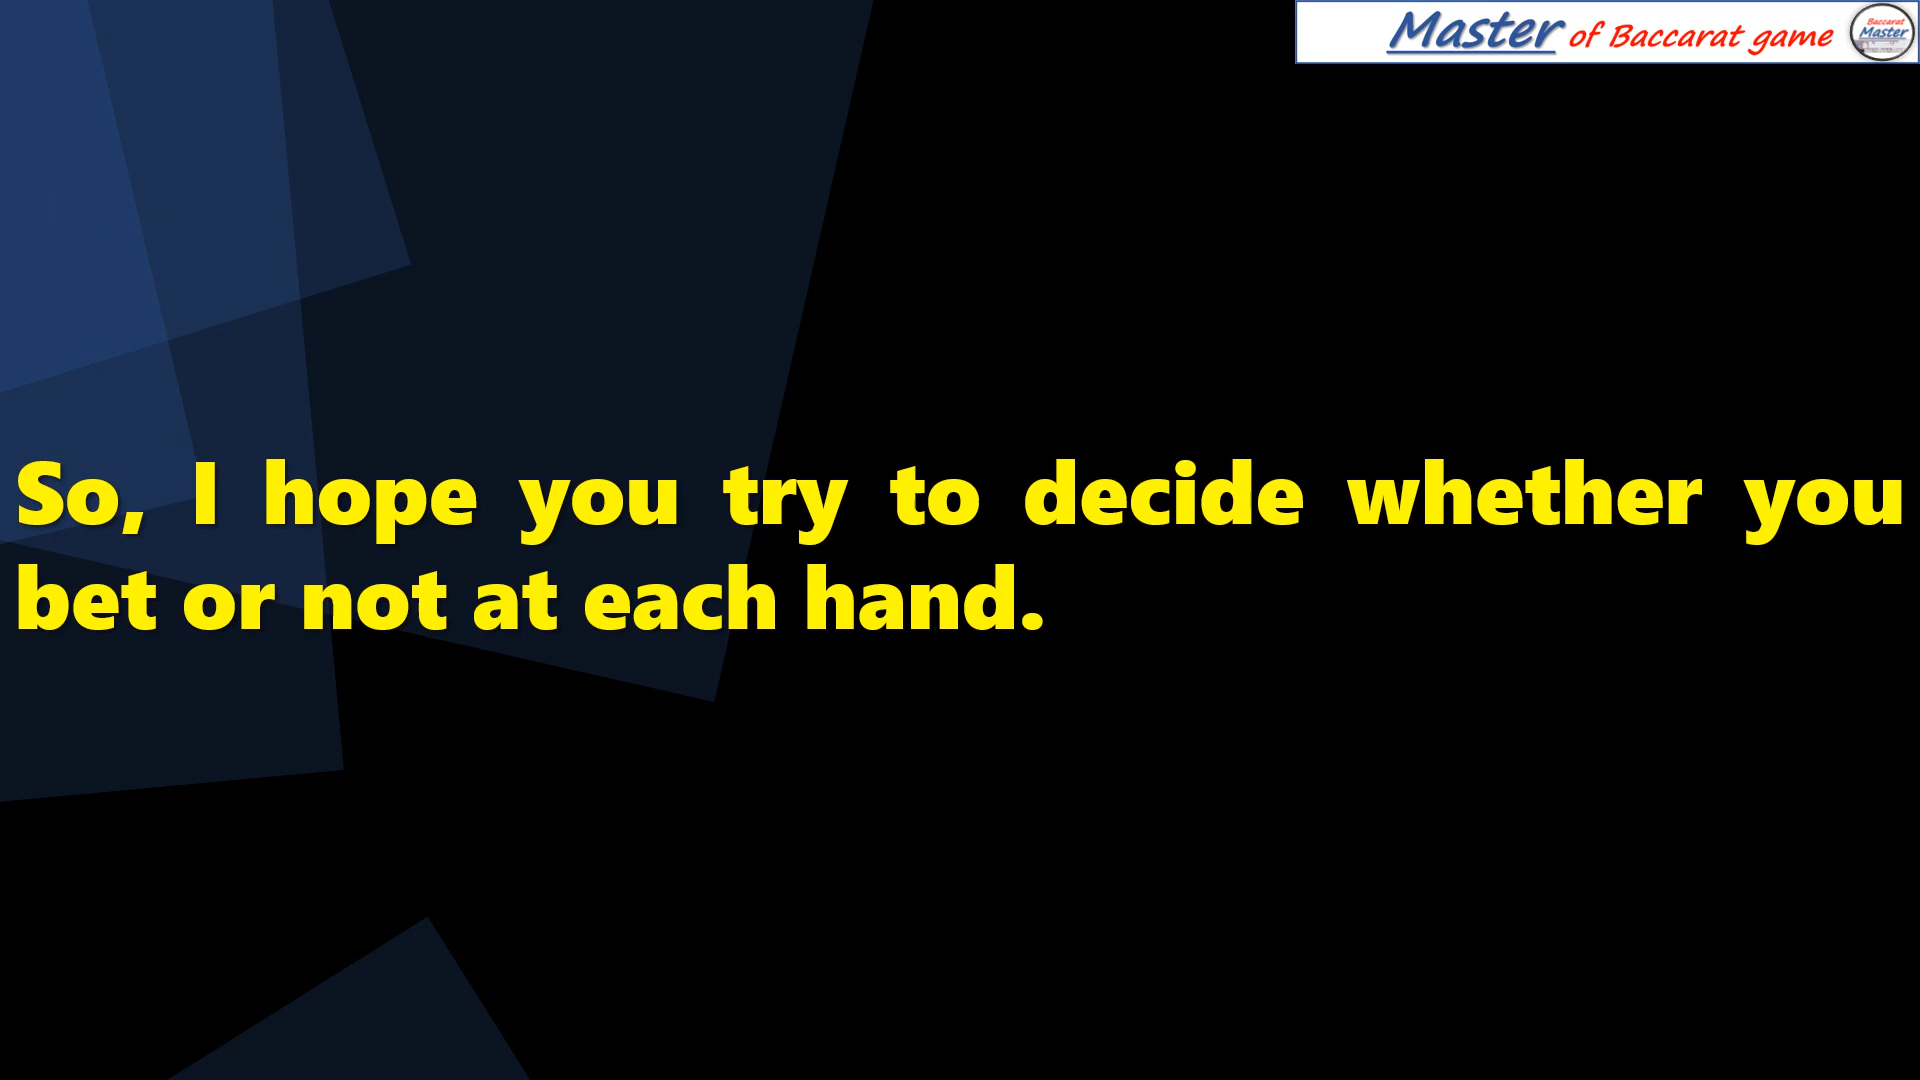 Master of Baccarat game
Baccarat
Master
So, I hope you try to decide whether you
bet or not at each hand.